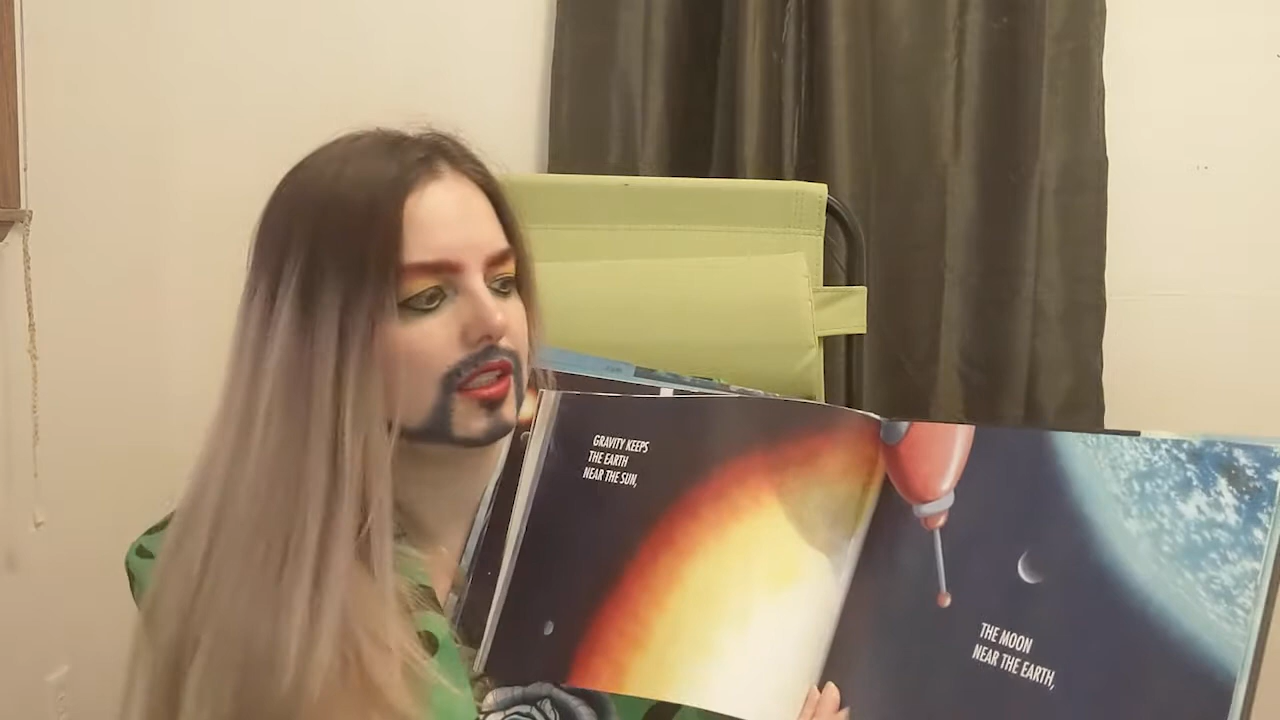 GRAVITY KEEPS
THE EARTH
NEAR THE SUN,
THE MOON
NEAR THE EARTH,